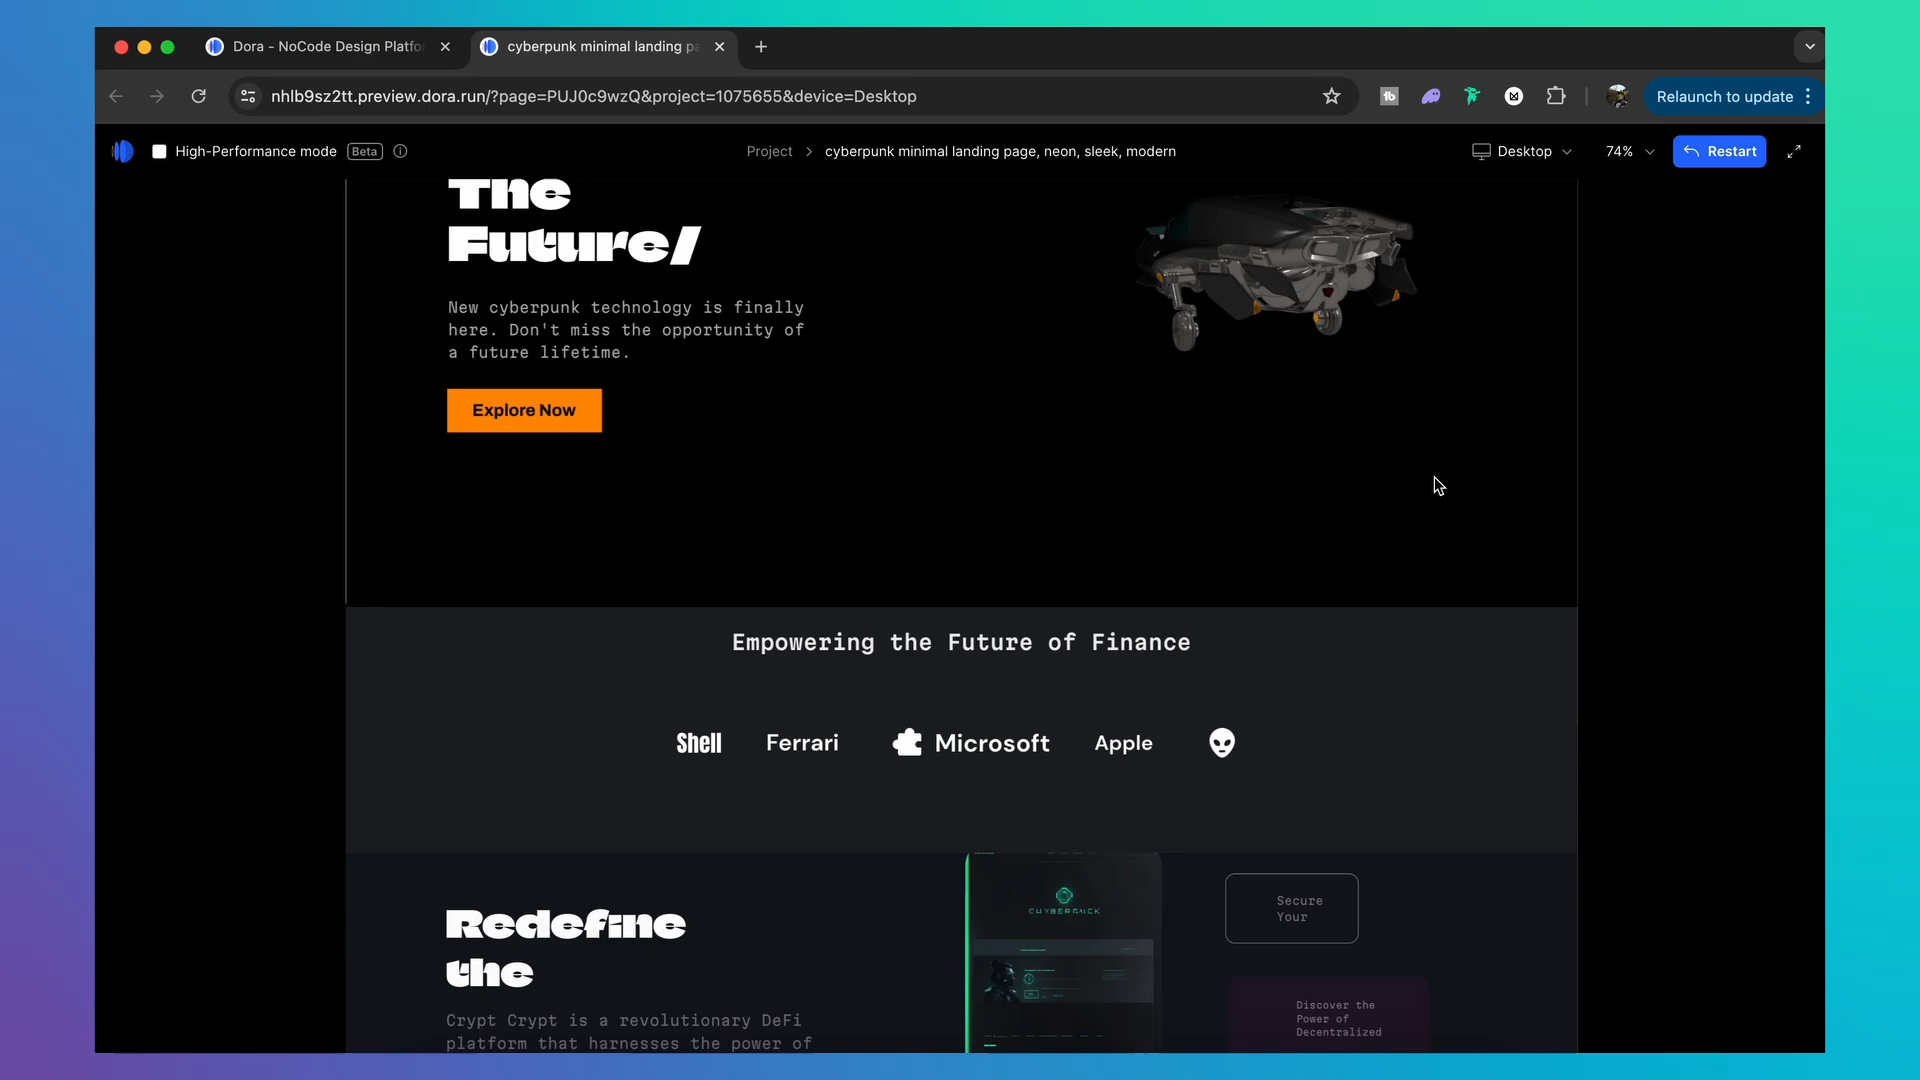 Dora - NoCode Design Platfo
cyberpunk minimal landing pa
nhlb9sz2tt.preview.dora.run/?page=PUJ0c9wzQ&project=1075655&device=Desktop
Relaunch to update
High-Performance mode
Beta
Project
cyberpunk minimal landing page, neon, sleek, modern
Desktop
74%
Restart
The
Future/
New cyberpunk technology is finally
here. Don't miss the opportunity of
a future lifetime.
Explore Now
Empowering the Future of Finance
Shell
Ferrari
Microsoft
Apple
Redefine
the
Crypt Crypt is a revolutionary DeFi
platform that harnesses the power of
Secure
Your
Discover the
Power of
Decentralized